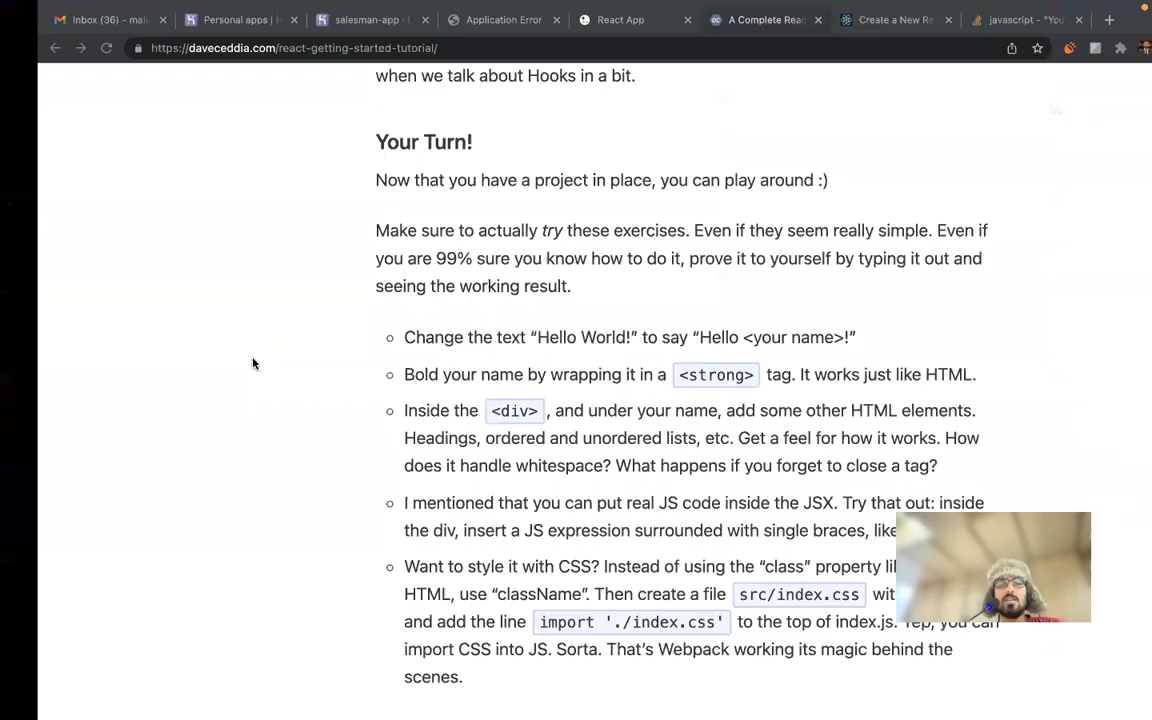 Inbox (36) - mali
Personal apps | H
salesman-app · L
Application Error
React App
A Complete Rea
Create a New Re
javascript - "You
https://daveceddia.com/react-getting-started-tutorial/
when we talk about Hooks in a bit.
Your Turn!
Now that you have a project in place, you can play around :)
Make sure to actually try these exercises. Even if they seem really simple. Even if
you are 99% sure you know how to do it, prove it to yourself by typing it out and
seeing the working result.
Change the text “Hello World!” to say “Hello <your name>!”
Bold your name by wrapping it in a <strong> tag. It works just like HTML.
Inside the <div>, and under your name, add some other HTML elements.
Headings, ordered and unordered lists, etc. Get a feel for how it works. How
does it handle whitespace? What happens if you forget to close a tag?
I mentioned that you can put real JS code inside the JSX. Try that out: inside
the div, insert a JS expression surrounded with single braces, like
Want to style it with CSS? Instead of using the “class” property li
HTML, use “className”. Then create a file src/index.css wit
and add the line import './index.css' to the top of index.js. Yep, you can
import CSS into JS. Sorta. That’s Webpack working its magic behind the
scenes.